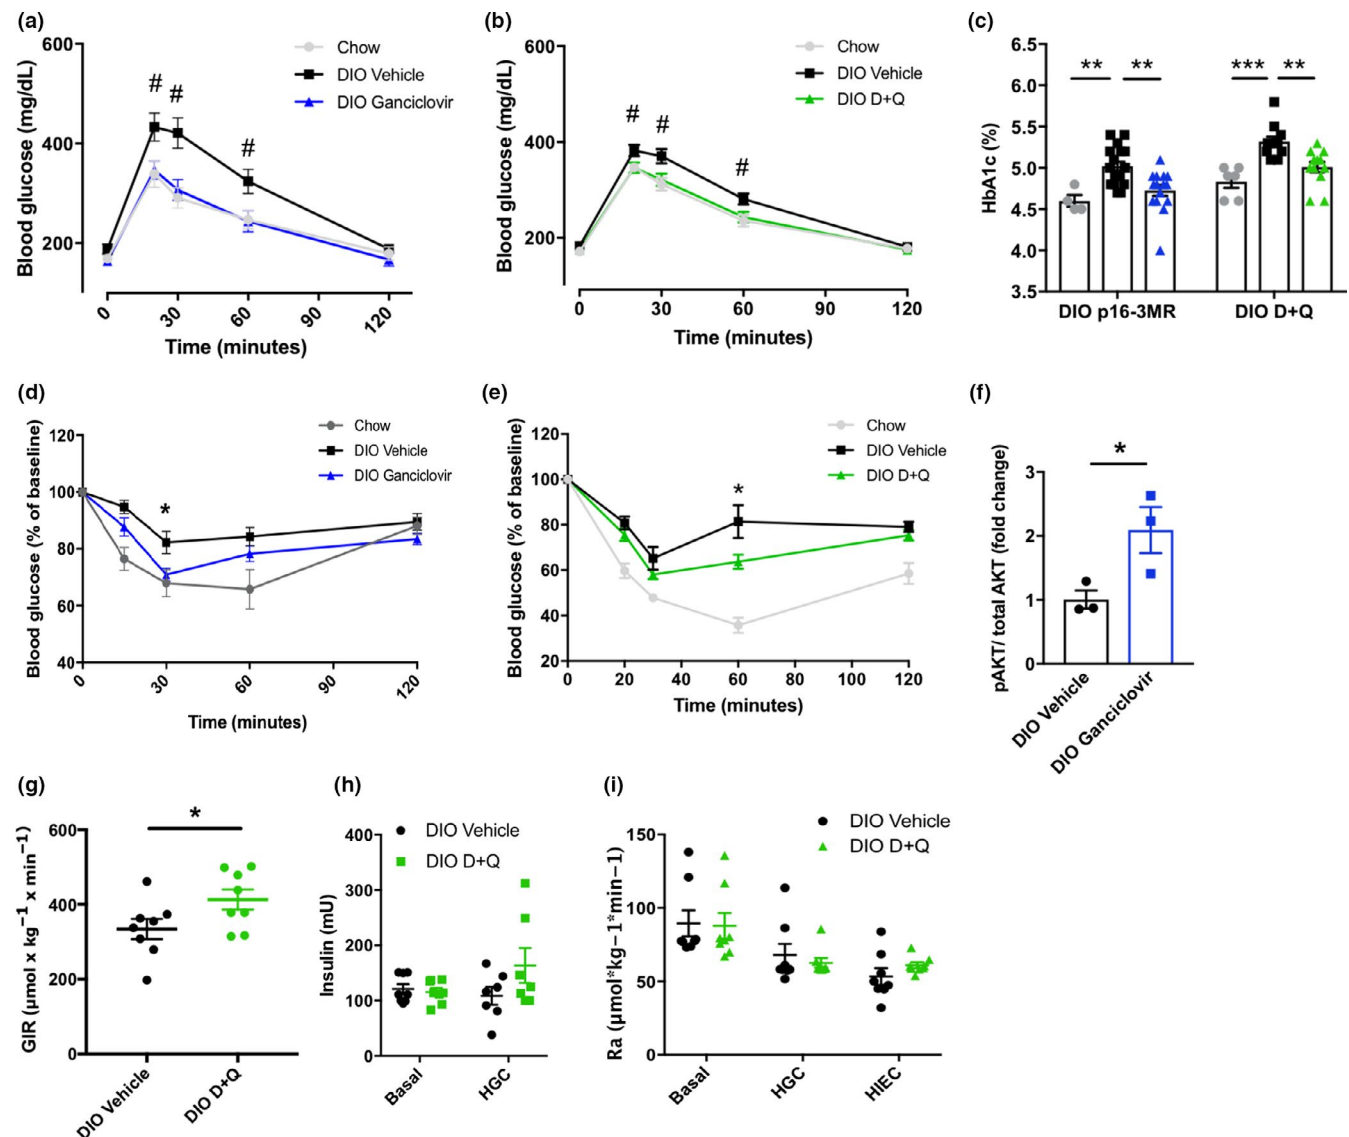 (a)
Blood glucose (mg/dL)
600
400
200
# # #
Chow
DIO Vehicle
DIO Ganciclovir
0 30 60 90 120
Time (minutes)
(b)
Blood glucose (mg/dL)
600
400
200
# # #
Chow
DIO Vehicle
DIO D+Q
0 30 60 90 120
Time (minutes)
(c)
HbA1c (%)
6.5
6.0
5.5
5.0
4.5
4.0
3.5
** ** *** **
DIO p16-3MR DIO D+Q
(d)
Blood glucose (% of baseline)
120
100
80
60
40
*
Chow
DIO Vehicle
DIO Ganciclovir
0 30 60 90 120
Time (minutes)
(e)
Blood glucose (% of baseline)
120
100
80
60
40
20
*
Chow
DIO Vehicle
DIO D+Q
0 20 40 60 80 100 120
Time (minutes)
(f)
pAKT/ total AKT (fold change)
3
2
1
0
*
DIO Vehicle
DIO Ganciclovir
(g)
GIR (µmol x kg−1 x min−1)
600
400
200
0
*
DIO Vehicle
DIO D+Q
(h)
Insulin (mU)
400
300
200
100
0
DIO Vehicle
DIO D+Q
Basal
HGC
(i)
Ra (µmol*kg−1*min−1)
150
100
50
0
DIO Vehicle
DIO D+Q
Basal
HGC
HIEC